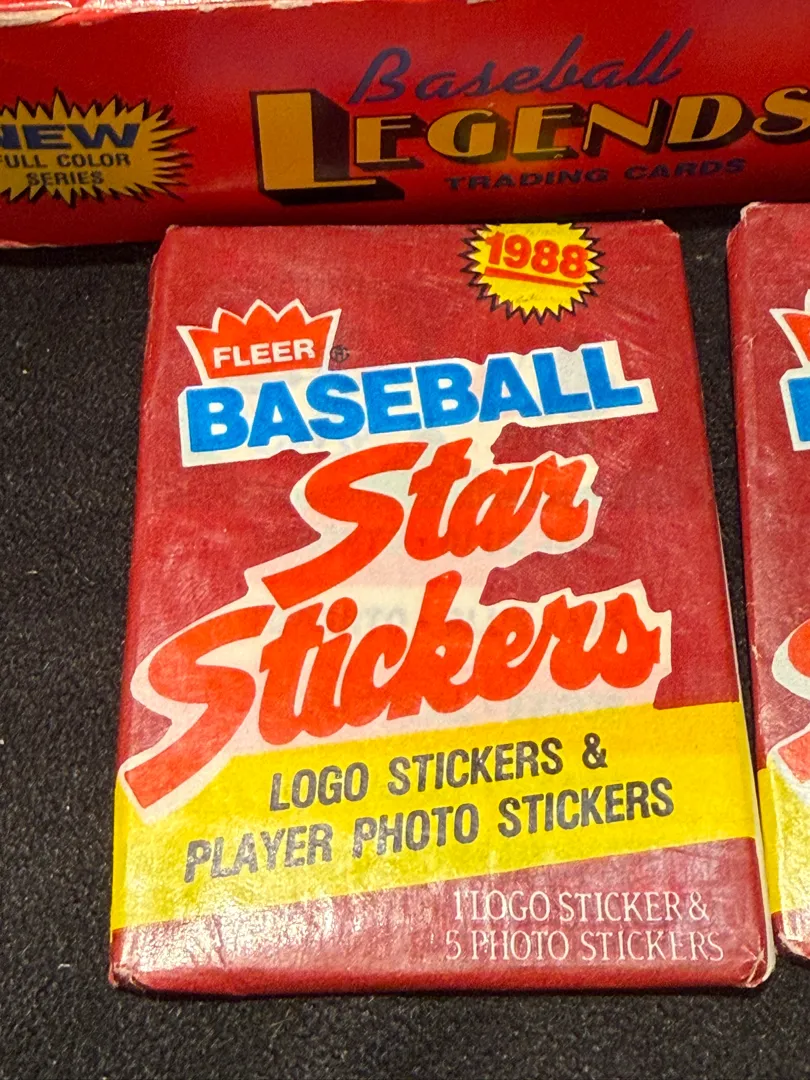 Baseball
LEGENDS
TRADING CARDS
NEW
FULL COLOR
SERIES
1988
FLEER
BASEBALL
Star
Stickers
LOGO STICKERS &
PLAYER PHOTO STICKERS
1 LOGO STICKER &
5 PHOTO STICKERS